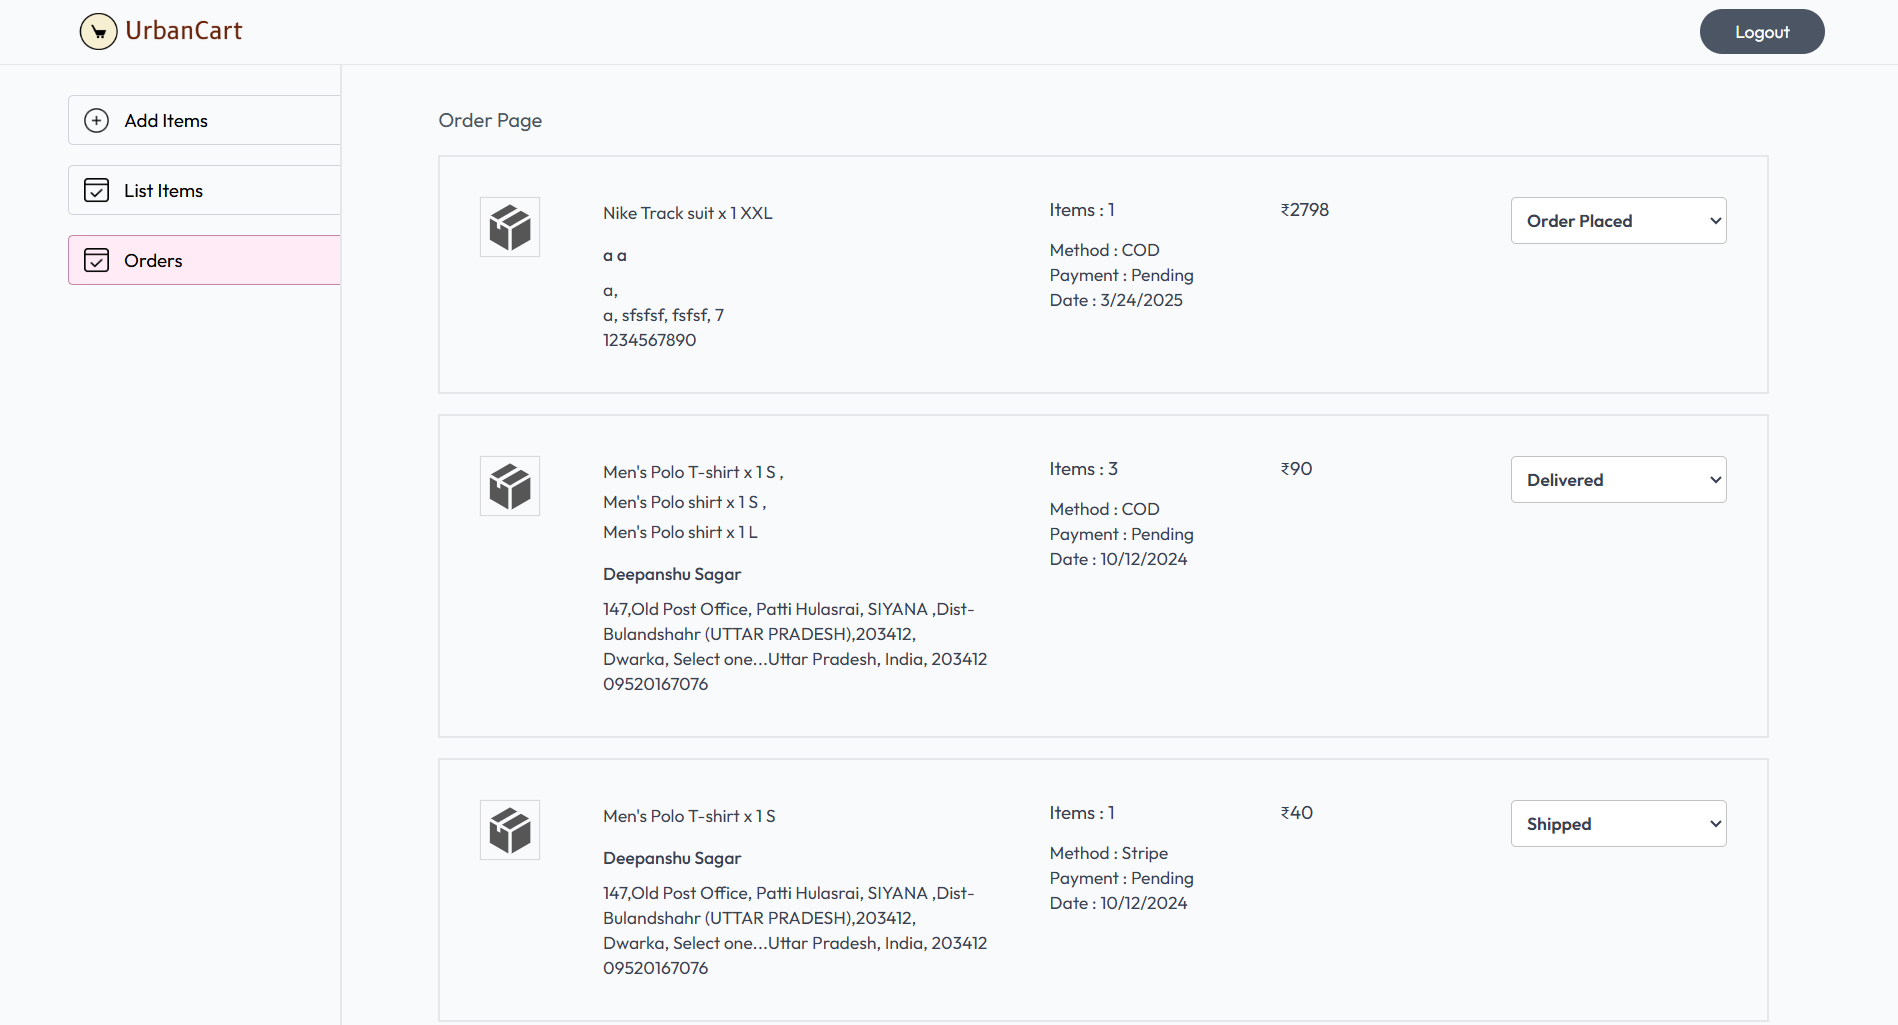 UrbanCart
Logout
Add Items
List Items
Orders
Order Page
Nike Track suit x 1 XXL
a a
a,
a, sfsfsf, fsfsf, 7
1234567890
Items : 1
Method : COD
Payment : Pending
Date : 3/24/2025
₹2798
Order Placed
Men's Polo T-shirt x 1 S ,
Men's Polo shirt x 1 S ,
Men's Polo shirt x 1 L
Deepanshu Sagar
147,Old Post Office, Patti Hulasrai, SIYANA ,Dist-
Bulandshahr (UTTAR PRADESH),203412,
Dwarka, Select one...Uttar Pradesh, India, 203412
09520167076
Items : 3
Method : COD
Payment : Pending
Date : 10/12/2024
₹90
Delivered
Men's Polo T-shirt x 1 S
Deepanshu Sagar
147,Old Post Office, Patti Hulasrai, SIYANA ,Dist-
Bulandshahr (UTTAR PRADESH),203412,
Dwarka, Select one...Uttar Pradesh, India, 203412
09520167076
Items : 1
Method : Stripe
Payment : Pending
Date : 10/12/2024
₹40
Shipped